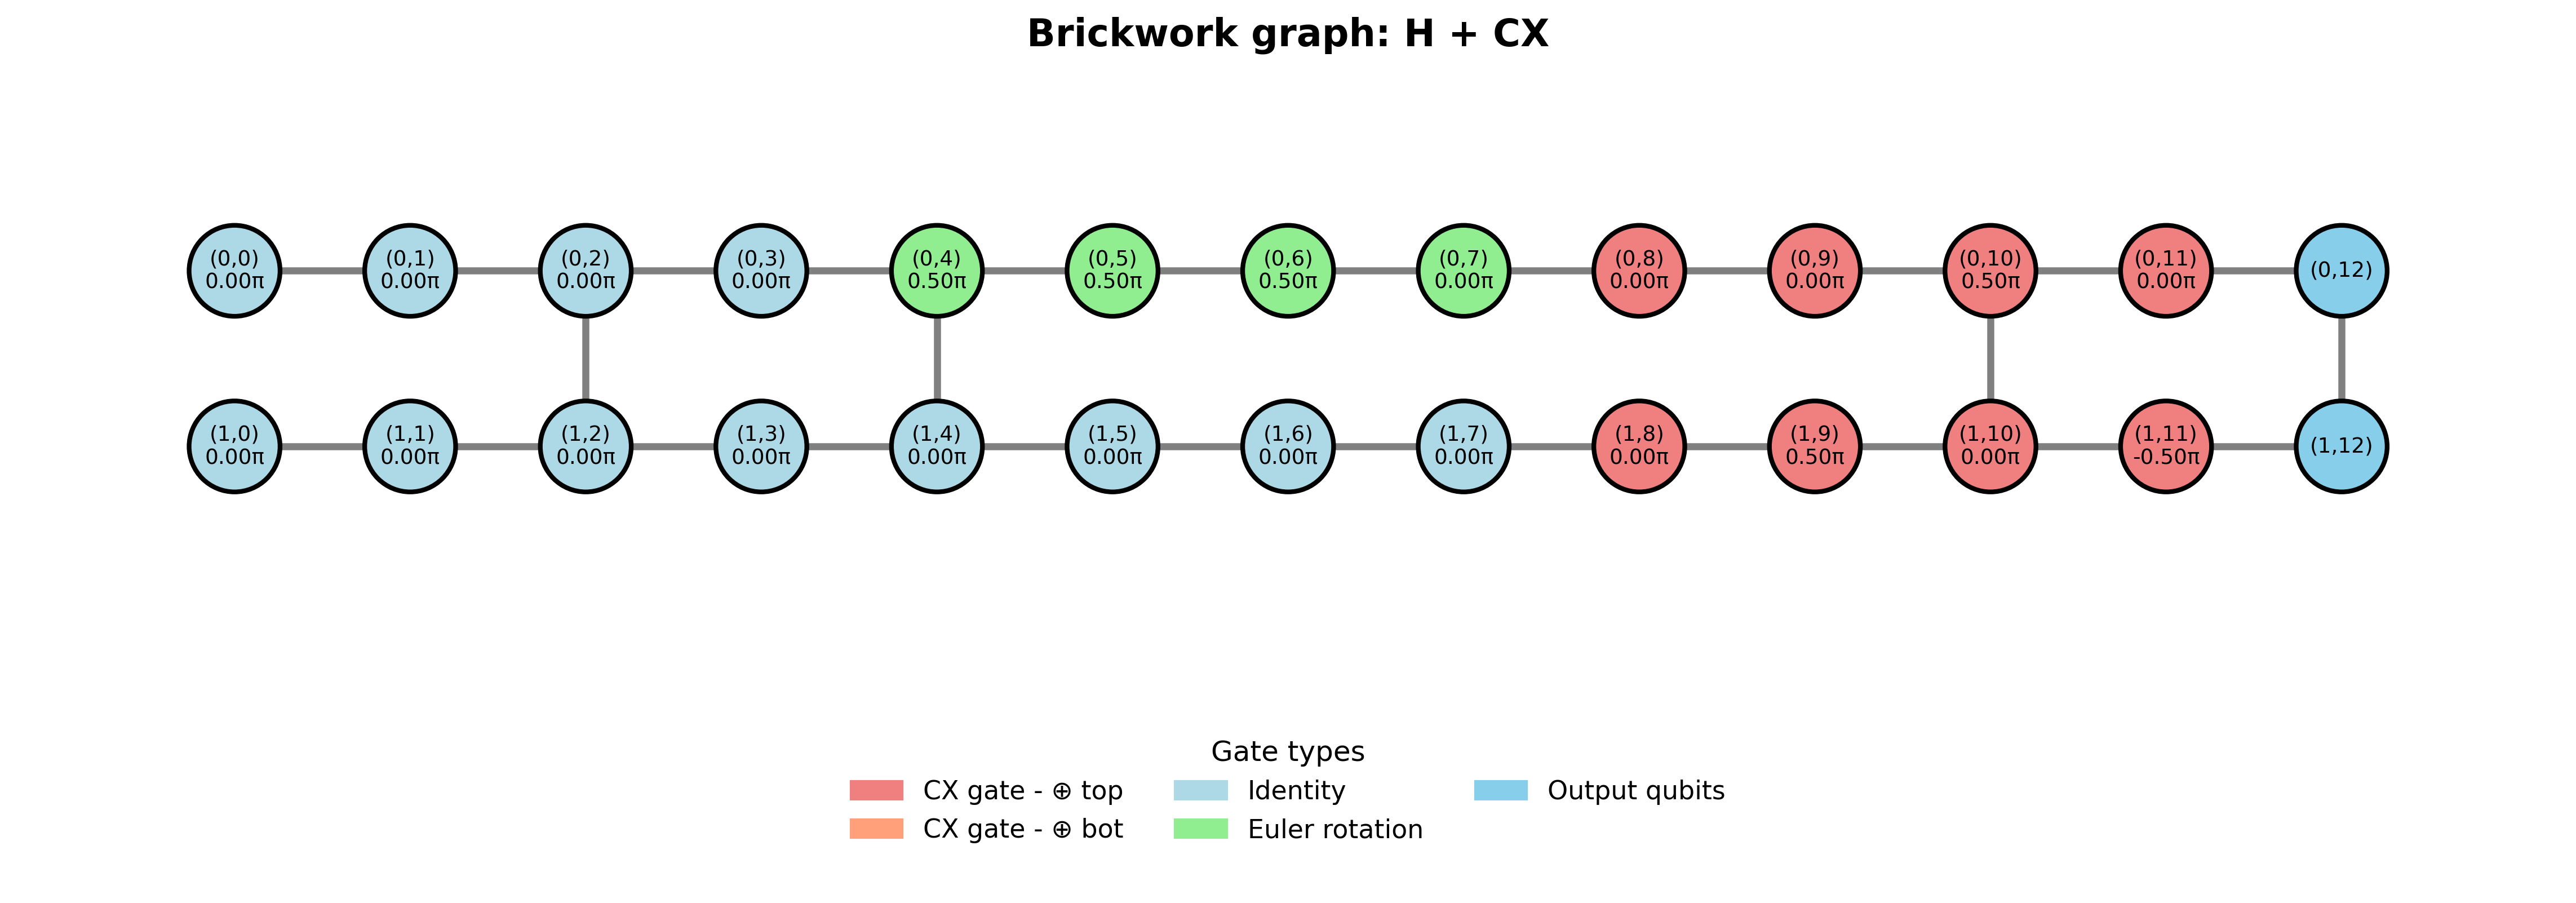 Brickwork graph: H + CX
(0,0)
0.00π
(0,1)
0.00π
(0,2)
0.00π
(0,3)
0.00π
(0,4)
0.50π
(0,5)
0.50π
(0,6)
0.50π
(0,7)
0.00π
(0,8)
0.00π
(0,9)
0.00π
(0,10)
0.50π
(0,11)
0.00π
(0,12)
(1,0)
0.00π
(1,1)
0.00π
(1,2)
0.00π
(1,3)
0.00π
(1,4)
0.00π
(1,5)
0.00π
(1,6)
0.00π
(1,7)
0.00π
(1,8)
0.00π
(1,9)
0.50π
(1,10)
0.00π
(1,11)
-0.50π
(1,12)
Gate types
CX gate - ⊕ top
CX gate - ⊕ bot
Identity
Euler rotation
Output qubits